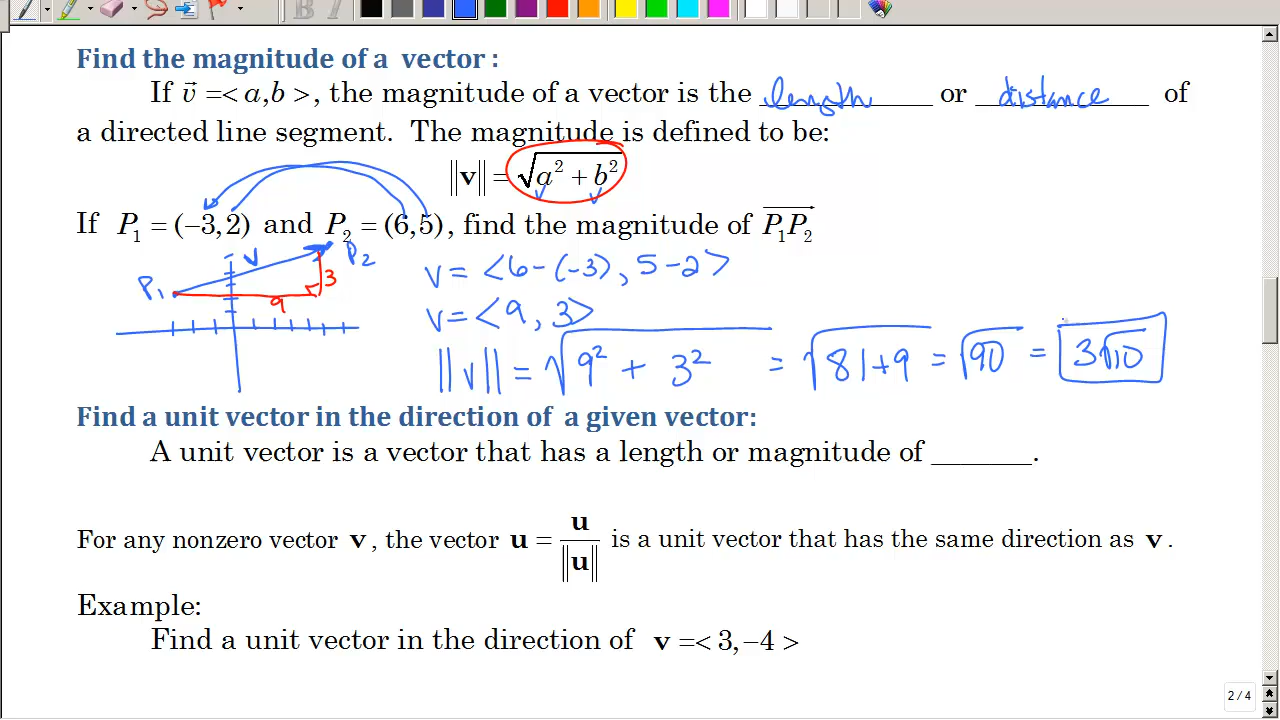 Find the magnitude of a vector :
If v⃗ =< a,b >, the magnitude of a vector is the length or distance of
a directed line segment. The magnitude is defined to be:
‖v‖ = √(a² + b²)
If P₁ = (−3,2) and P₂ = (6,5), find the magnitude of P₁P₂
P₁ v P₂ 3 9
v = <6-(-3), 5-2>
v = <9, 3>
||v|| = √(9² + 3²) = √(81+9) = √90 = 3√10
Find a unit vector in the direction of a given vector:
A unit vector is a vector that has a length or magnitude of ______.
For any nonzero vector v, the vector u = u/‖u‖ is a unit vector that has the same direction as v.
Example:
Find a unit vector in the direction of v =< 3,−4 >
2 / 4